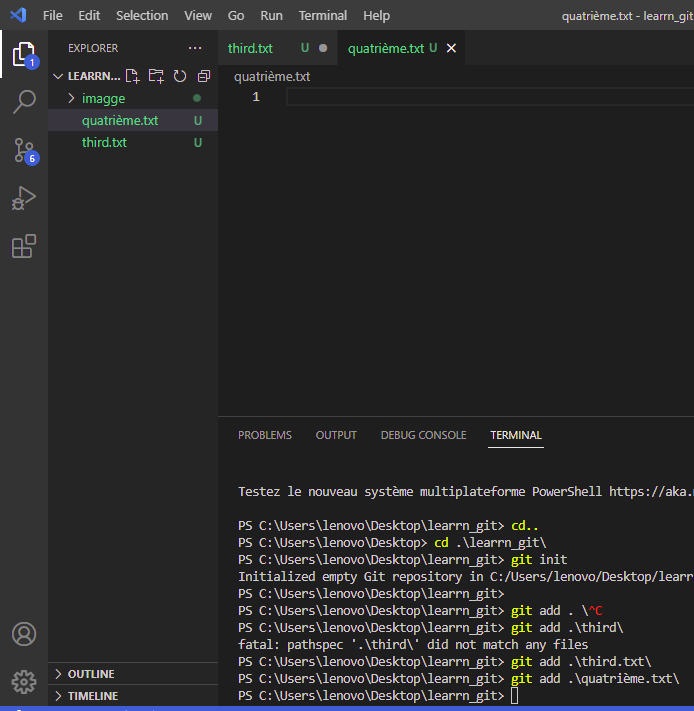 File Edit Selection View Go Run Terminal Help quatrième.txt - learrn_git
EXPLORER ···
third.txt U quatrième.txt U
1
LEARRN...
quatrième.txt
imagge
1
quatrième.txt U
third.txt U
6
PROBLEMS OUTPUT DEBUG CONSOLE TERMINAL
Testez le nouveau système multiplateforme PowerShell https://aka.
PS C:\Users\lenovo\Desktop\learrn_git> cd..
PS C:\Users\lenovo\Desktop> cd .\learrn_git\
PS C:\Users\lenovo\Desktop\learrn_git> git init
Initialized empty Git repository in C:/Users/lenovo/Desktop/learr
PS C:\Users\lenovo\Desktop\learrn_git>
PS C:\Users\lenovo\Desktop\learrn_git> git add . \^C
PS C:\Users\lenovo\Desktop\learrn_git> git add .\third\
fatal: pathspec '.\third\' did not match any files
PS C:\Users\lenovo\Desktop\learrn_git> git add .\third.txt\
PS C:\Users\lenovo\Desktop\learrn_git> git add .\quatrième.txt\
PS C:\Users\lenovo\Desktop\learrn_git>
OUTLINE
TIMELINE